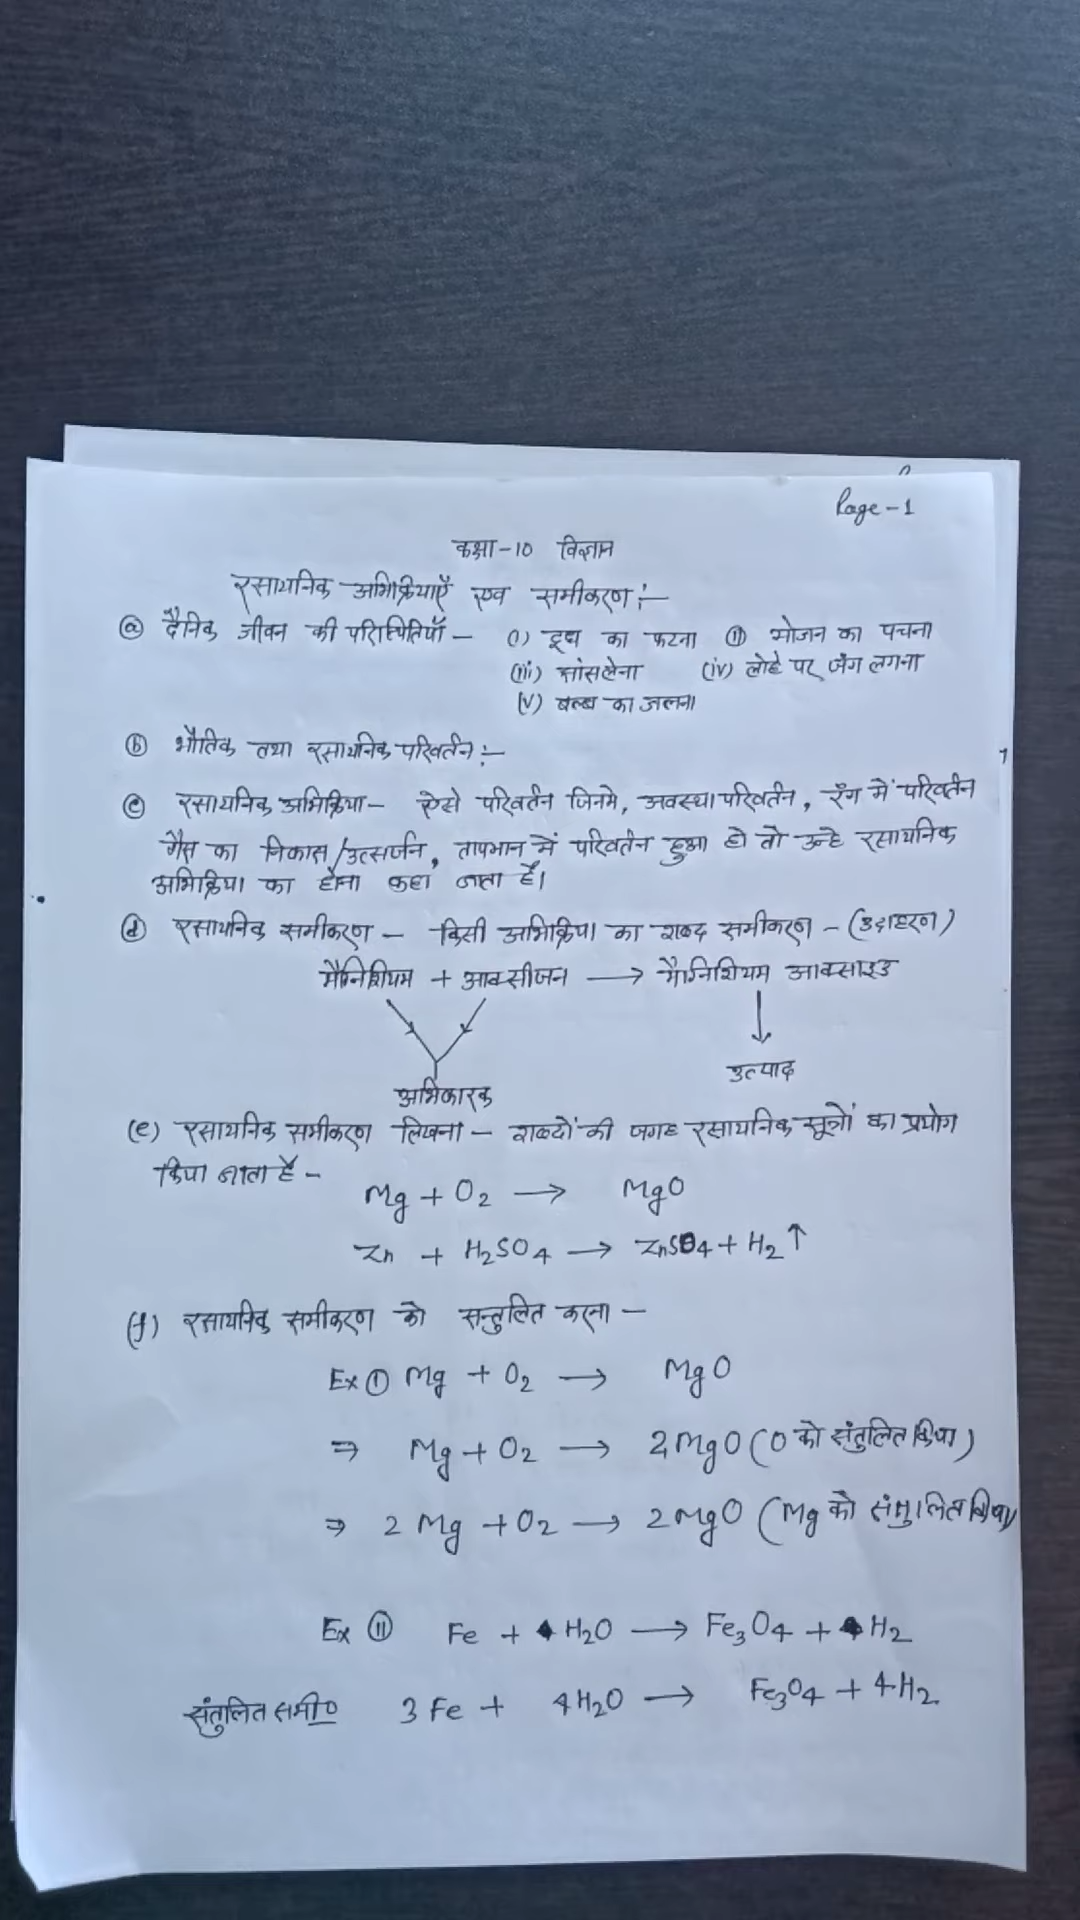 Page-1
कक्षा-10 विज्ञान
रसायनिक अभिक्रियाएँ एवं समीकरण :-
(a) दैनिक जीवन की परिस्थितियाँ - (i) दूध का फटना (ii) भोजन का पचना
(iii) सांसलेना (iv) लोहे पर जंग लगना
(v) बल्ब का जलना
(b) भौतिक तथा रसायनिक परिवर्तन :-
(c) रसायनिक अभिक्रिया - ऐसे परिवर्तन जिनमे, अवस्था परिवर्तन, रंग में परिवर्तन
गैस का निकास/उत्सर्जन, तापमान में परिवर्तन हुआ हो तो उन्हे रसायनिक
अभिक्रिया का होना कहा जाता है।
(d) रसायनिक समीकरण - किसी अभिक्रिया का शब्द समीकरण - (उदाहरण)
मैग्निशियम + आक्सीजन → मैग्निशियम आक्साइड
उत्पाद
अभिकारक
(e) रसायनिक समीकरण लिखना - शब्दों की जगह रसायनिक सूत्रों का प्रयोग
किया जाता है -
Mg + O2 → MgO
Zn + H2SO4 → ZnSO4 + H2 ↑
(f) रसायनिक समीकरण को सन्तुलित करना -
Ex (i) Mg + O2 → MgO
⇒ Mg + O2 → 2MgO (O को संतुलित किया)
⇒ 2 Mg + O2 → 2MgO (Mg को संतुलित किया)
Ex (ii) Fe + H2O → Fe3O4 + H2
संतुलित समी० 3 Fe + 4H2O → Fe3O4 + 4H2